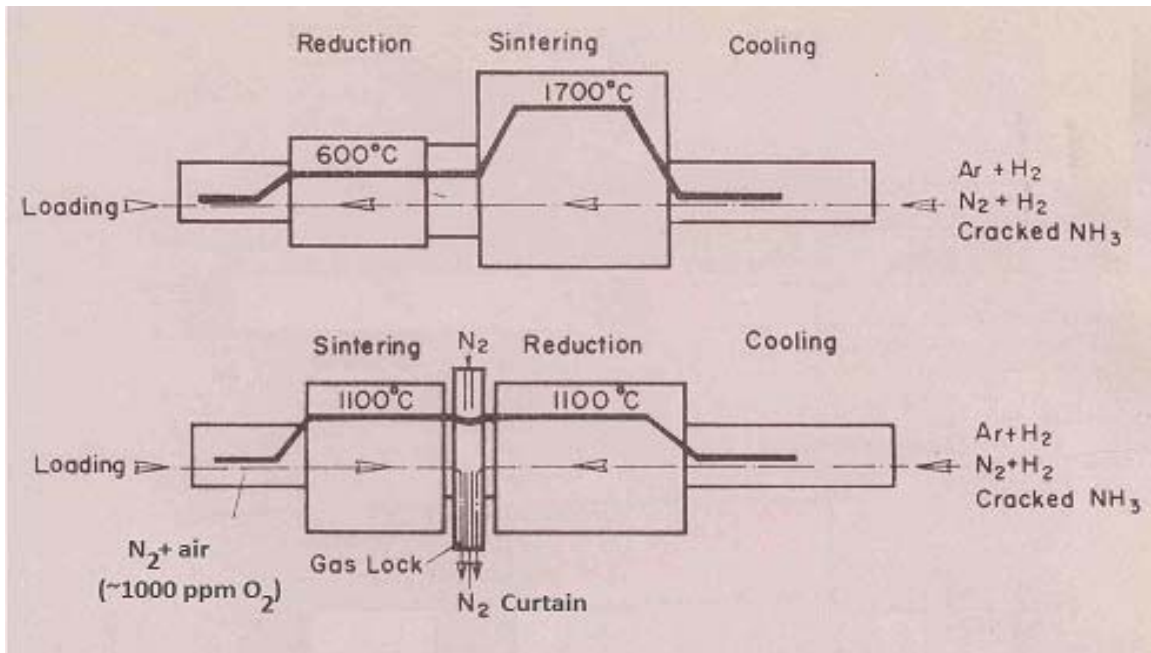 Reduction Sintering Cooling
1700°C
600°C
Loading
Ar + H2
N2 + H2
Cracked NH3
Sintering N2 Reduction Cooling
1100°C 1100°C
Loading
Ar+H2
N2+H2
Cracked NH3
N2+ air
(~1000 ppm O2)
Gas Lock
N2 Curtain